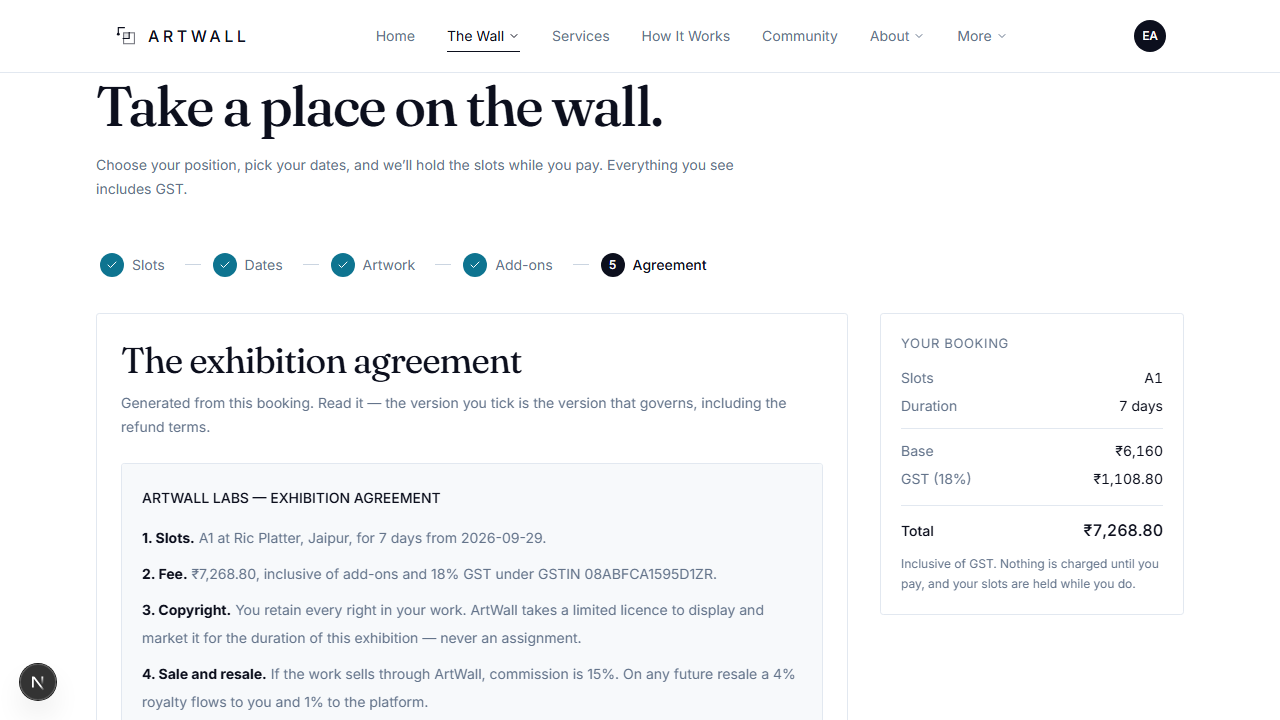 ARTWALL
Home
The Wall
Services
How It Works
Community
About
More
EA
Take a place on the wall.
Choose your position, pick your dates, and we’ll hold the slots while you pay. Everything you see
includes GST.
Slots
Dates
Artwork
Add-ons
5
Agreement
The exhibition agreement
Generated from this booking. Read it — the version you tick is the version that governs, including the
refund terms.
ARTWALL LABS — EXHIBITION AGREEMENT
1. Slots. A1 at Ric Platter, Jaipur, for 7 days from 2026-09-29.
2. Fee. ₹7,268.80, inclusive of add-ons and 18% GST under GSTIN 08ABFCA1595D1ZR.
3. Copyright. You retain every right in your work. ArtWall takes a limited licence to display and
market it for the duration of this exhibition — never an assignment.
4. Sale and resale. If the work sells through ArtWall, commission is 15%. On any future resale a 4%
royalty flows to you and 1% to the platform.
YOUR BOOKING
Slots A1
Duration 7 days
Base ₹6,160
GST (18%) ₹1,108.80
Total ₹7,268.80
Inclusive of GST. Nothing is charged until you
pay, and your slots are held while you do.
N